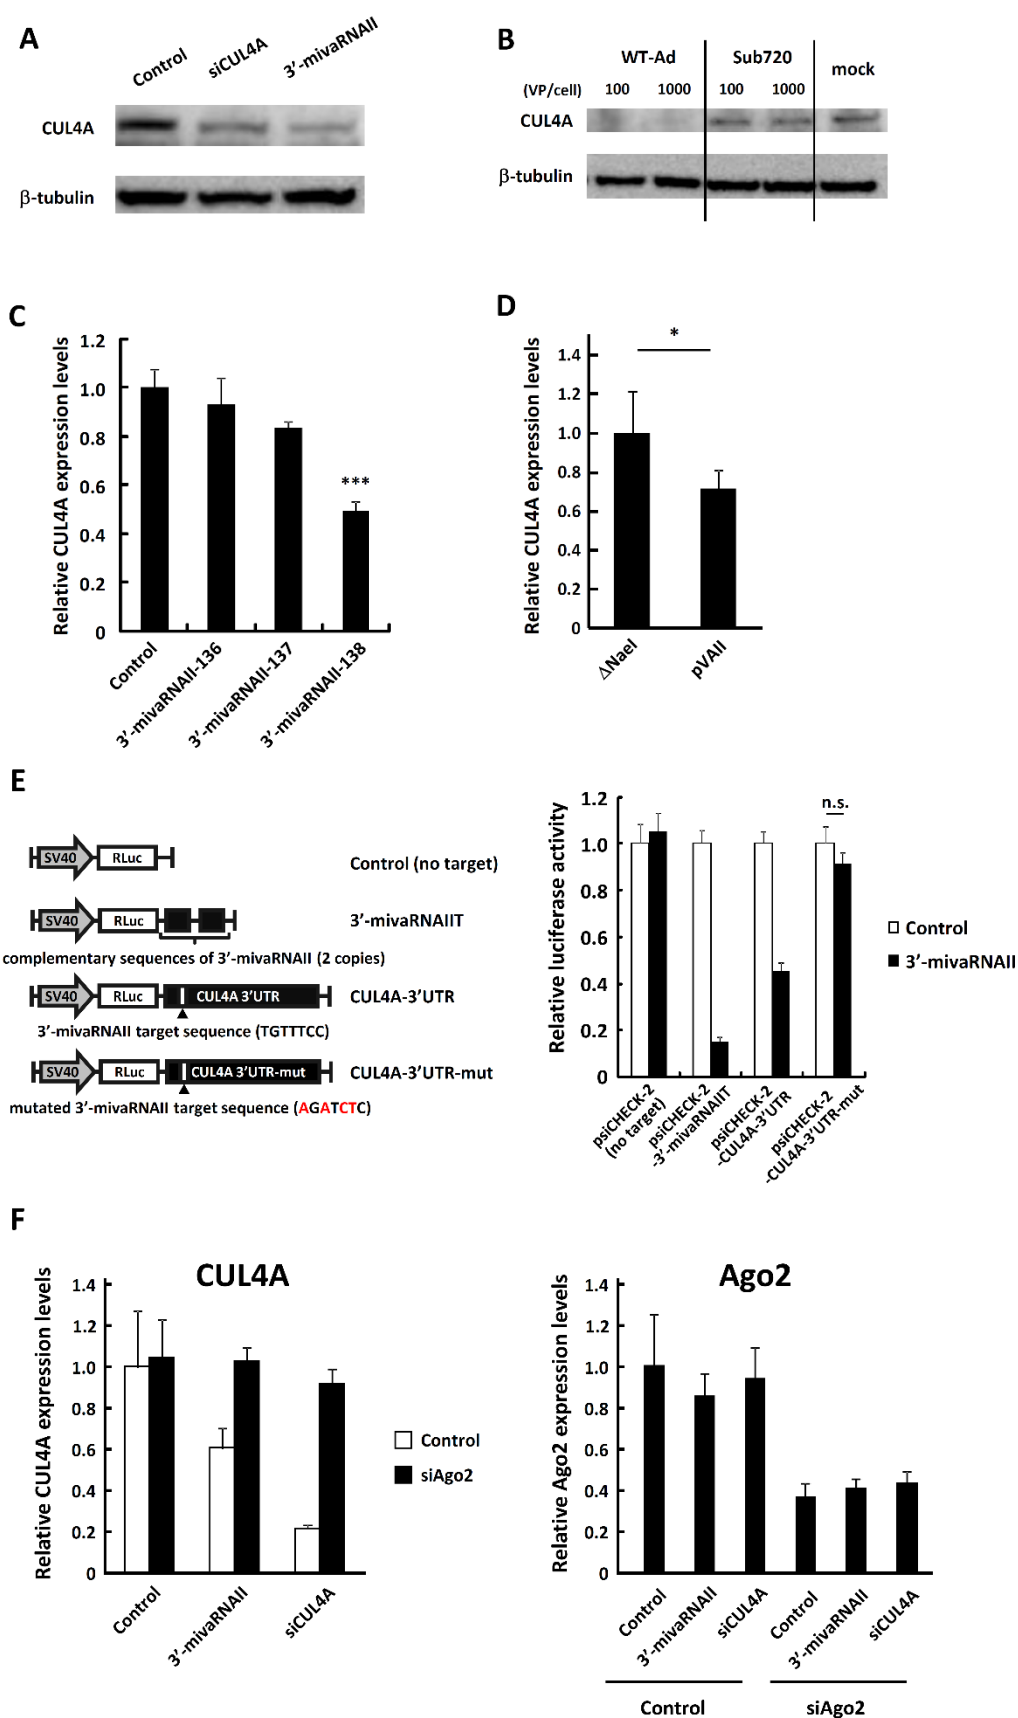 A
Control
siCUL4A
3’-mivaRNAII
CUL4A
β-tubulin
B
WT-Ad
Sub720
mock
(VP/cell)
100
1000
100
1000
CUL4A
β-tubulin
C
Relative CUL4A expression levels
1.2
1.0
0.8
0.6
0.4
0.2
0
***
Control
3’-mivaRNAII-136
3’-mivaRNAII-137
3’-mivaRNAII-138
D
Relative CUL4A expression levels
1.4
1.2
1.0
0.8
0.6
0.4
0.2
0
*
ΔNaeI
pVAII
E
SV40
RLuc
Control (no target)
SV40
RLuc
3’-mivaRNAIIT
complementary sequences of 3’-mivaRNAII (2 copies)
SV40
RLuc
CUL4A 3’UTR
CUL4A-3’UTR
3’-mivaRNAII target sequence (TGTTTCC)
SV40
RLuc
CUL4A 3’UTR-mut
CUL4A-3’UTR-mut
mutated 3’-mivaRNAII target sequence (AGATCTC)
Relative luciferase activity
1.2
1.0
0.8
0.6
0.4
0.2
0
n.s.
Control
3’-mivaRNAII
psiCHECK-2
(no target)
psiCHECK-2
-3’-mivaRNAIIT
psiCHECK-2
-CUL4A-3’UTR
psiCHECK-2
-CUL4A-3’UTR-mut
F
CUL4A
Relative CUL4A expression levels
1.4
1.2
1.0
0.8
0.6
0.4
0.2
0
Control
siAgo2
Control
3’-mivaRNAII
siCUL4A
Ago2
Relative Ago2 expression levels
1.4
1.2
1.0
0.8
0.6
0.4
0.2
0
Control
3’-mivaRNAII
siCUL4A
Control
3’-mivaRNAII
siCUL4A
Control
siAgo2